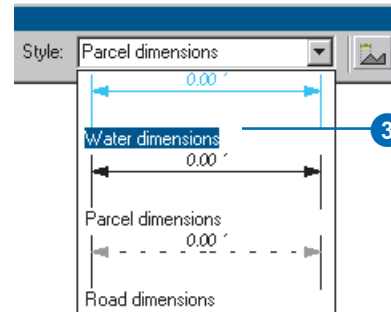 Style: Parcel dimensions
0.00 ´
Water dimensions
3
0.00 ´
Parcel dimensions
0.00 ´
Road dimensions